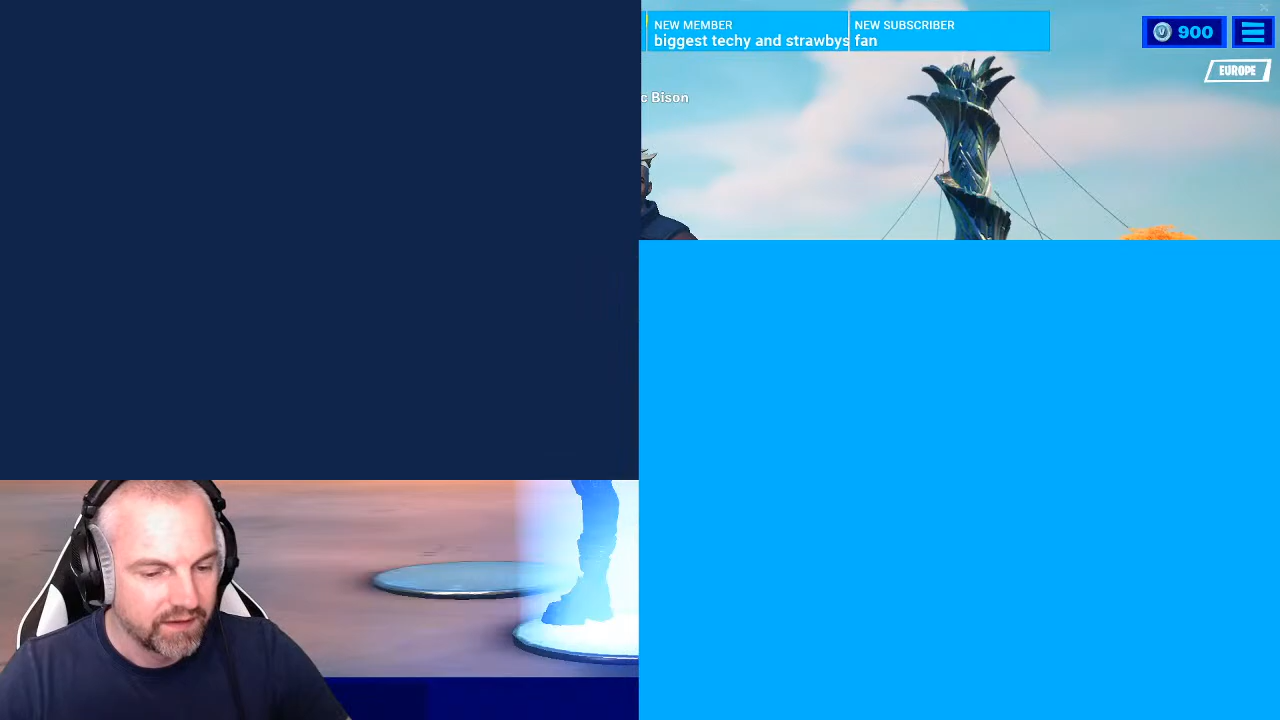 NEW MEMBER
biggest techy and strawbys
NEW SUBSCRIBER
fan
900
EUROPE
c Bison